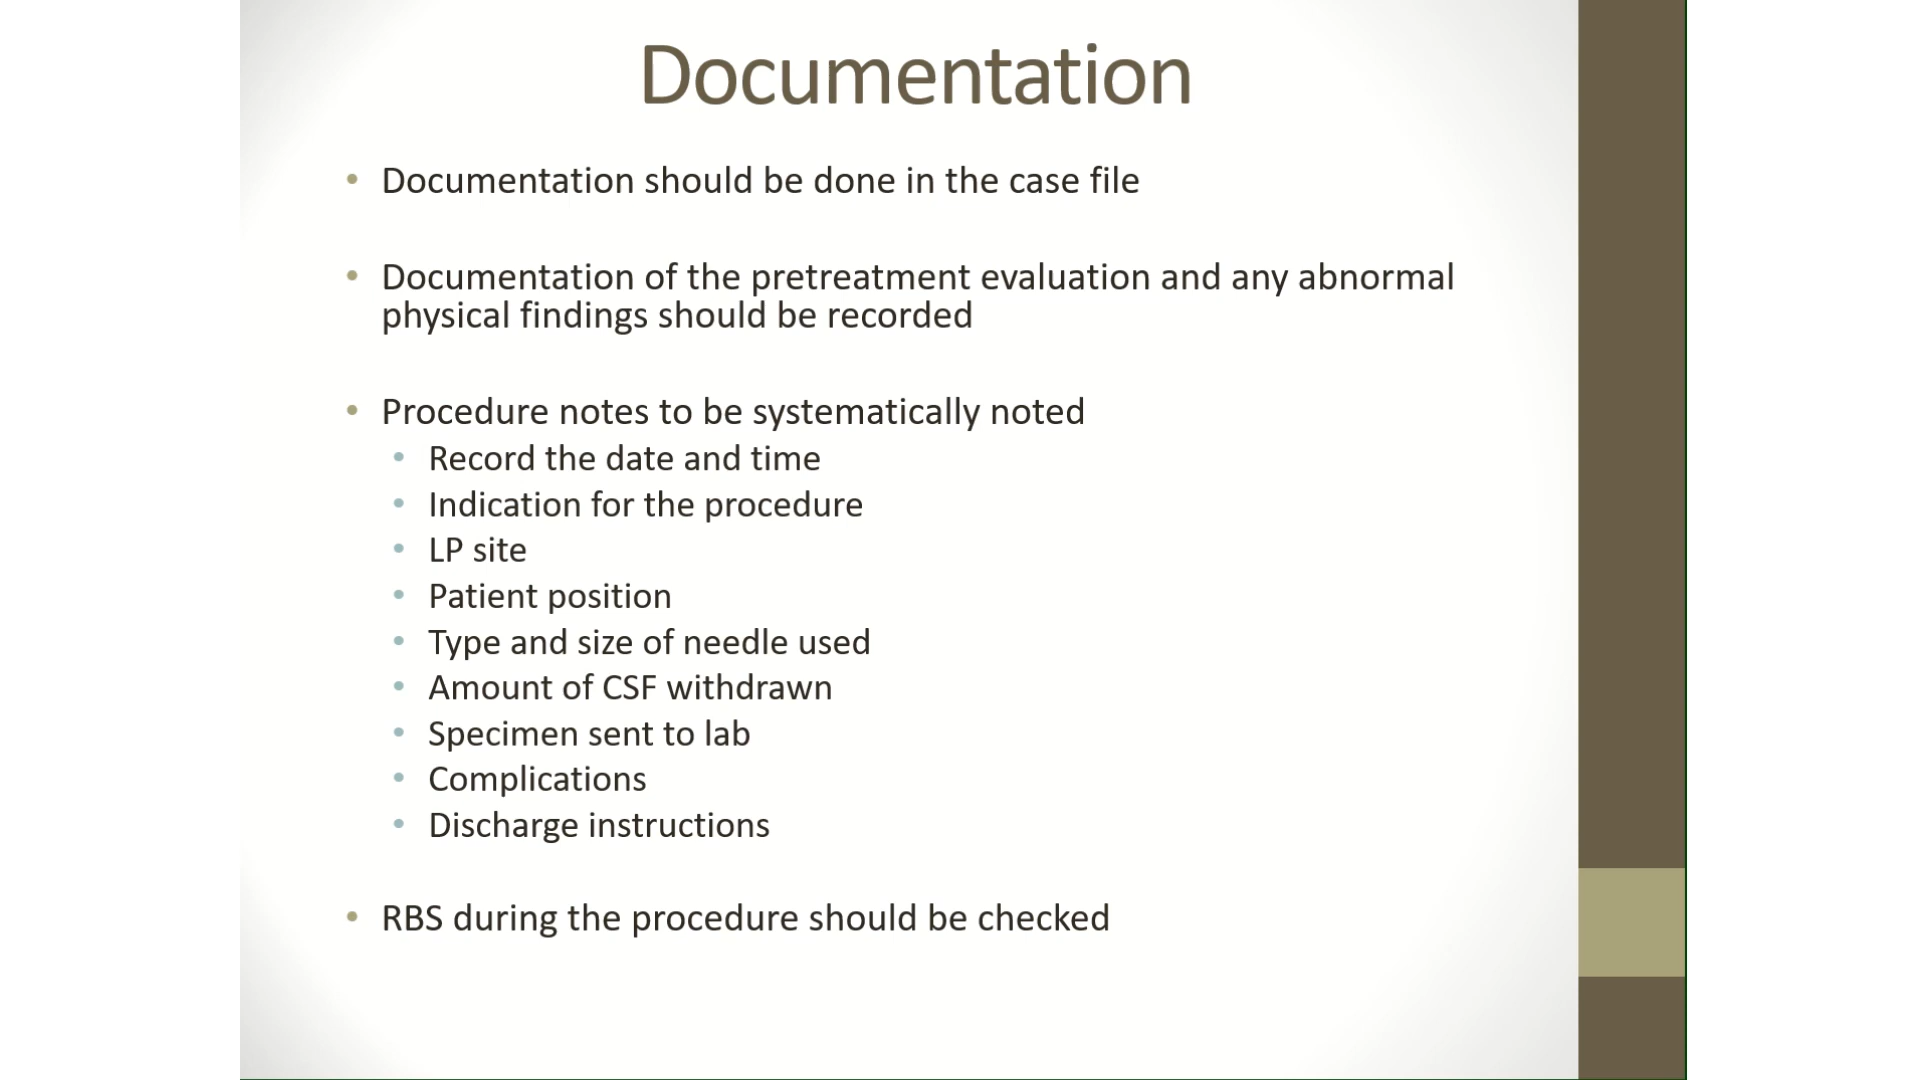 Documentation
• Documentation should be done in the case file
• Documentation of the pretreatment evaluation and any abnormal
physical findings should be recorded
• Procedure notes to be systematically noted
• Record the date and time
• Indication for the procedure
• LP site
• Patient position
• Type and size of needle used
• Amount of CSF withdrawn
• Specimen sent to lab
• Complications
• Discharge instructions
• RBS during the procedure should be checked